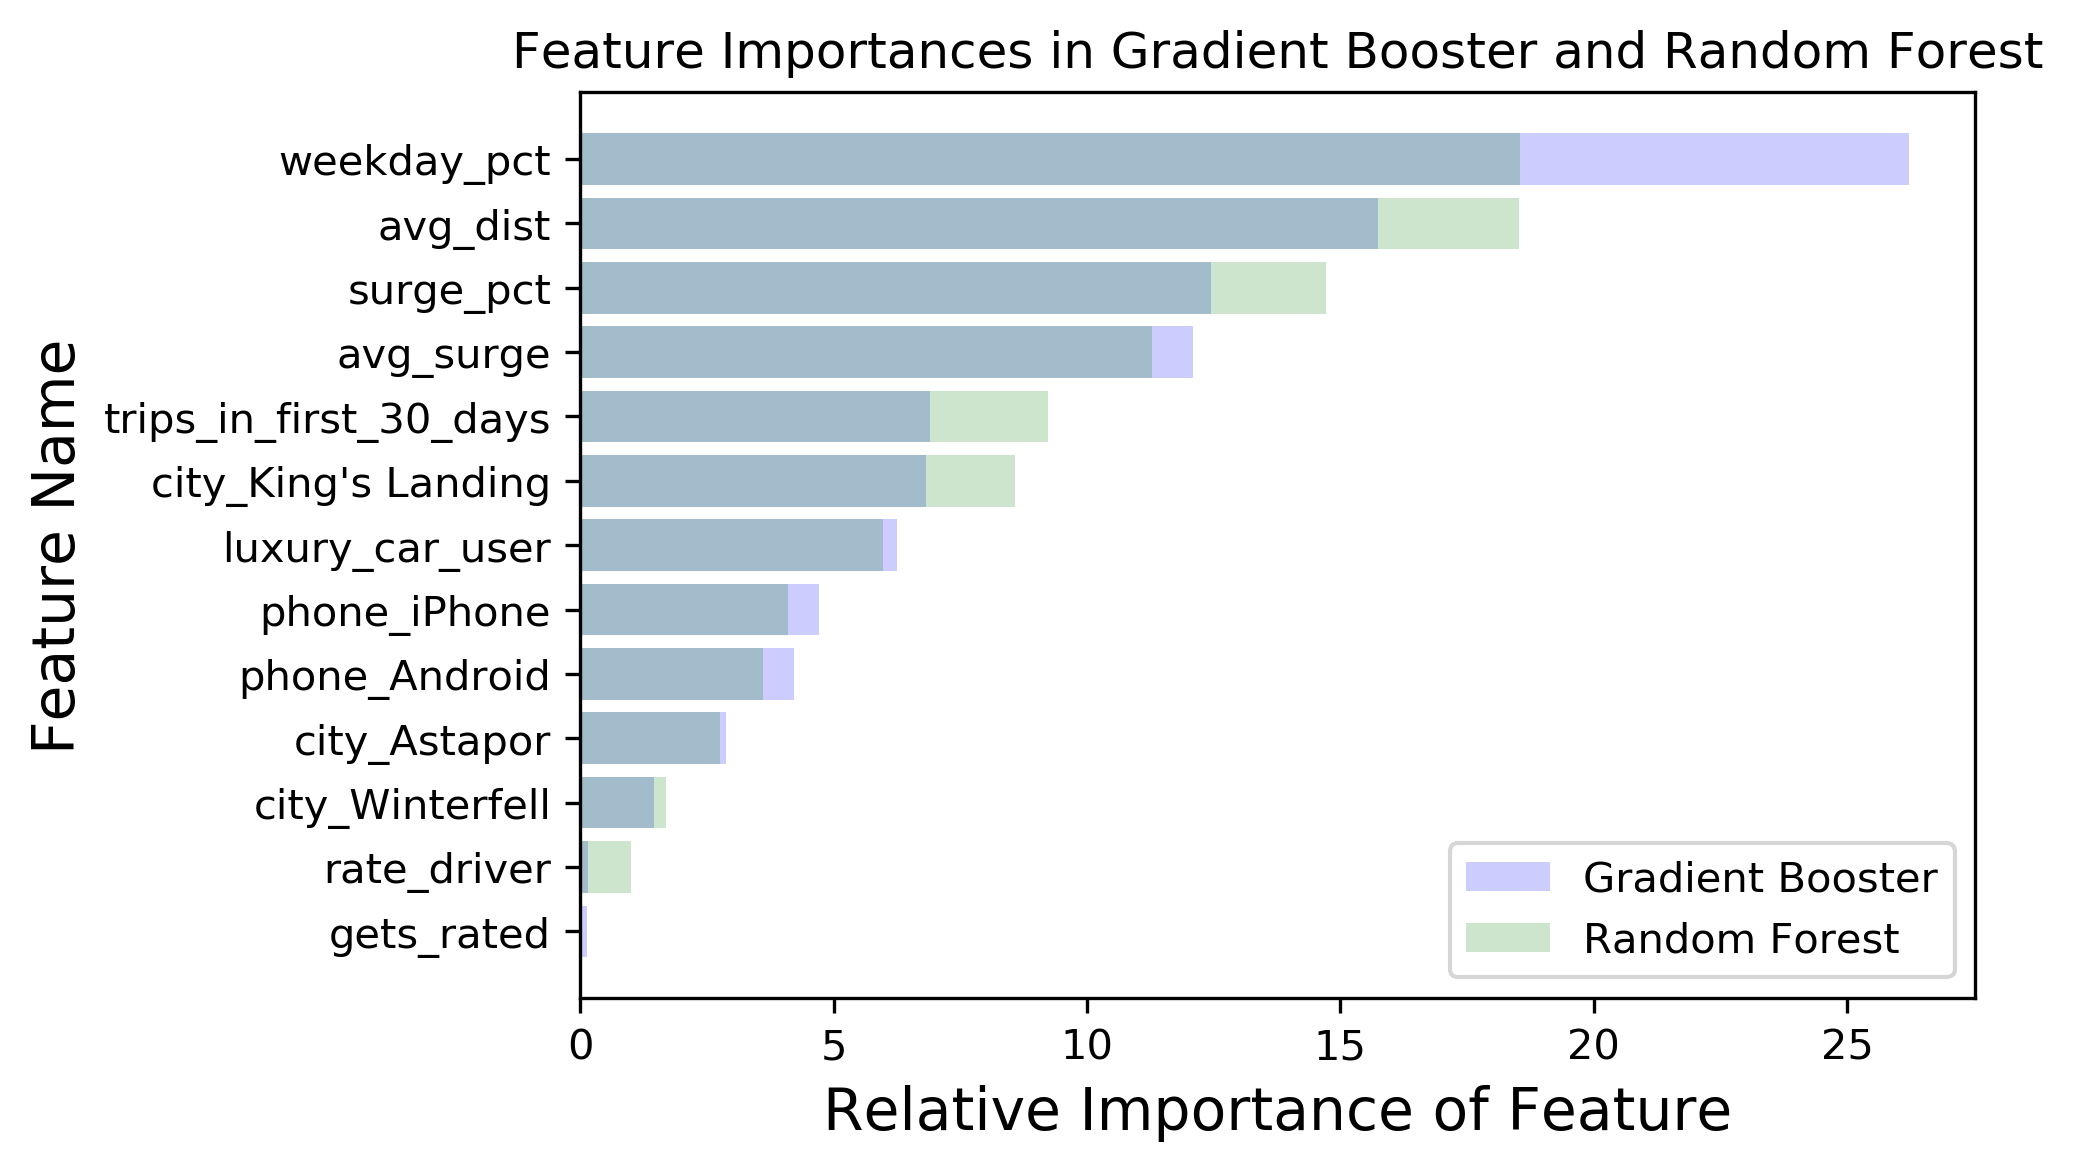 Feature Importances in Gradient Booster and Random Forest
Feature Name
weekday_pct
avg_dist
surge_pct
avg_surge
trips_in_first_30_days
city_King's Landing
luxury_car_user
phone_iPhone
phone_Android
city_Astapor
city_Winterfell
rate_driver
gets_rated
Gradient Booster
Random Forest
0 5 10 15 20 25
Relative Importance of Feature